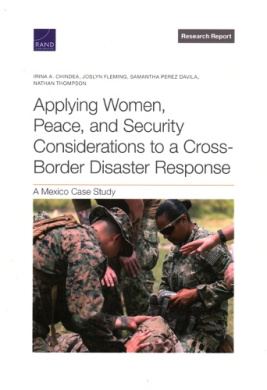 RAND
Research Report
IRINA A. CHINDEA, JOSLYN FLEMING, SAMANTHA PEREZ DAVILA,
NATHAN THOMPSON
Applying Women,
Peace, and Security
Considerations to a Cross-
Border Disaster Response
A Mexico Case Study